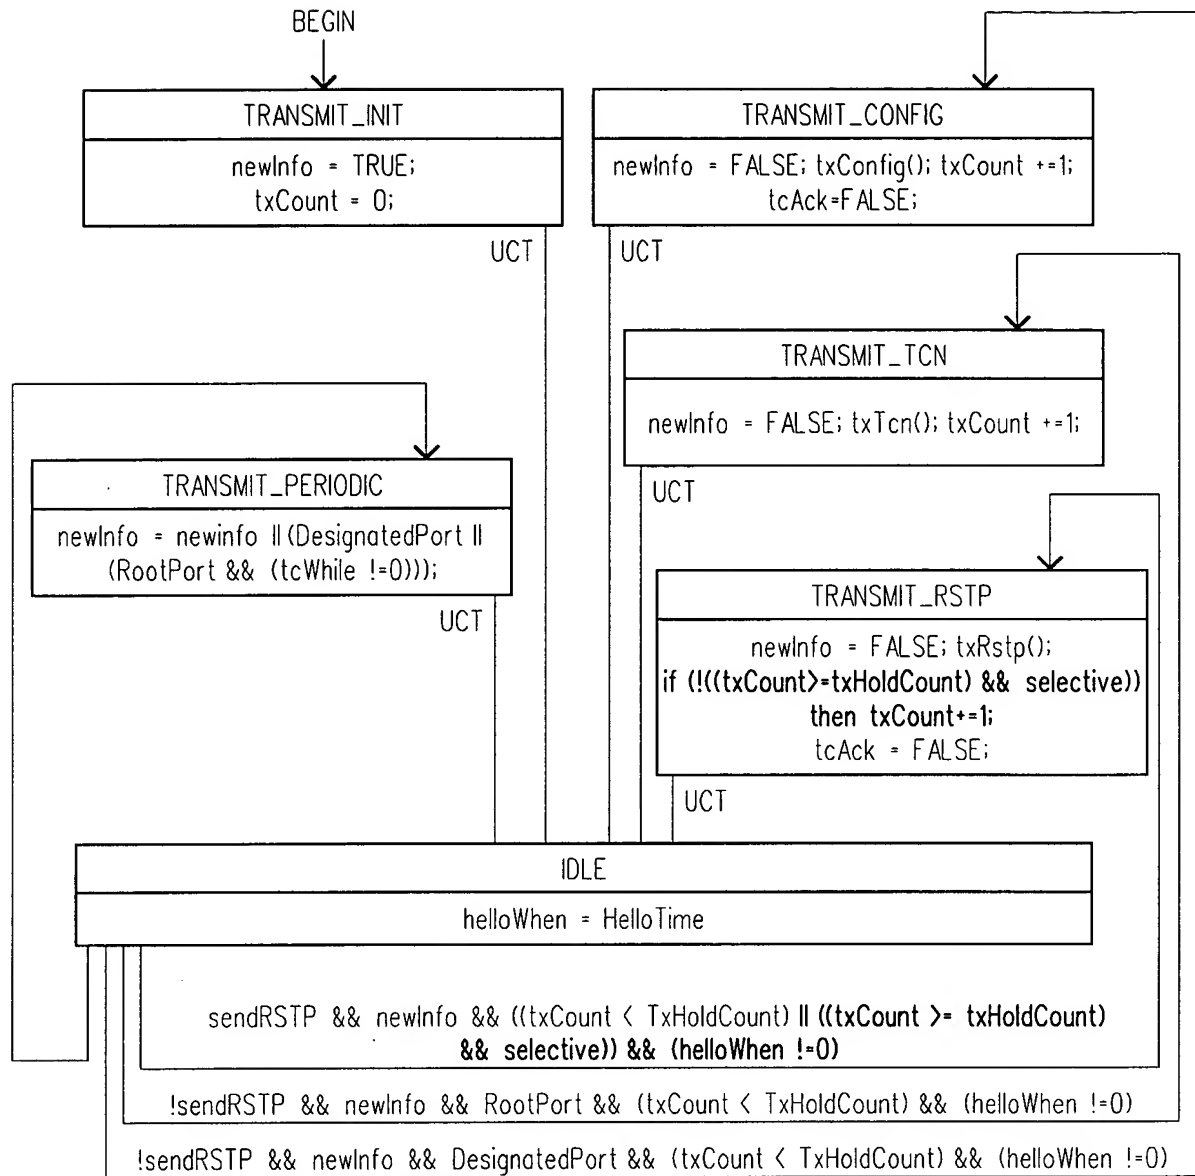 BEGIN
TRANSMIT_INIT
newInfo = TRUE;
txCount = 0;
UCT
TRANSMIT_CONFIG
newInfo = FALSE; txConfig(); txCount +=1;
tcAck=FALSE;
UCT
TRANSMIT_TCN
newInfo = FALSE; txTcn(); txCount +=1;
UCT
TRANSMIT_PERIODIC
newInfo = newinfo || (DesignatedPort ||
(RootPort && (tcWhile !=0)));
UCT
TRANSMIT_RSTP
newInfo = FALSE; txRstp();
if (!((txCount>=txHoldCount) && selective))
then txCount+=1;
tcAck = FALSE;
UCT
IDLE
helloWhen = HelloTime
sendRSTP && newInfo && ((txCount < TxHoldCount) || ((txCount >= txHoldCount)
&& selective)) && (helloWhen !=0)
!sendRSTP && newInfo && RootPort && (txCount < TxHoldCount) && (helloWhen !=0)
!sendRSTP && newInfo && DesignatedPort && (txCount < TxHoldCount) && (helloWhen !=0)